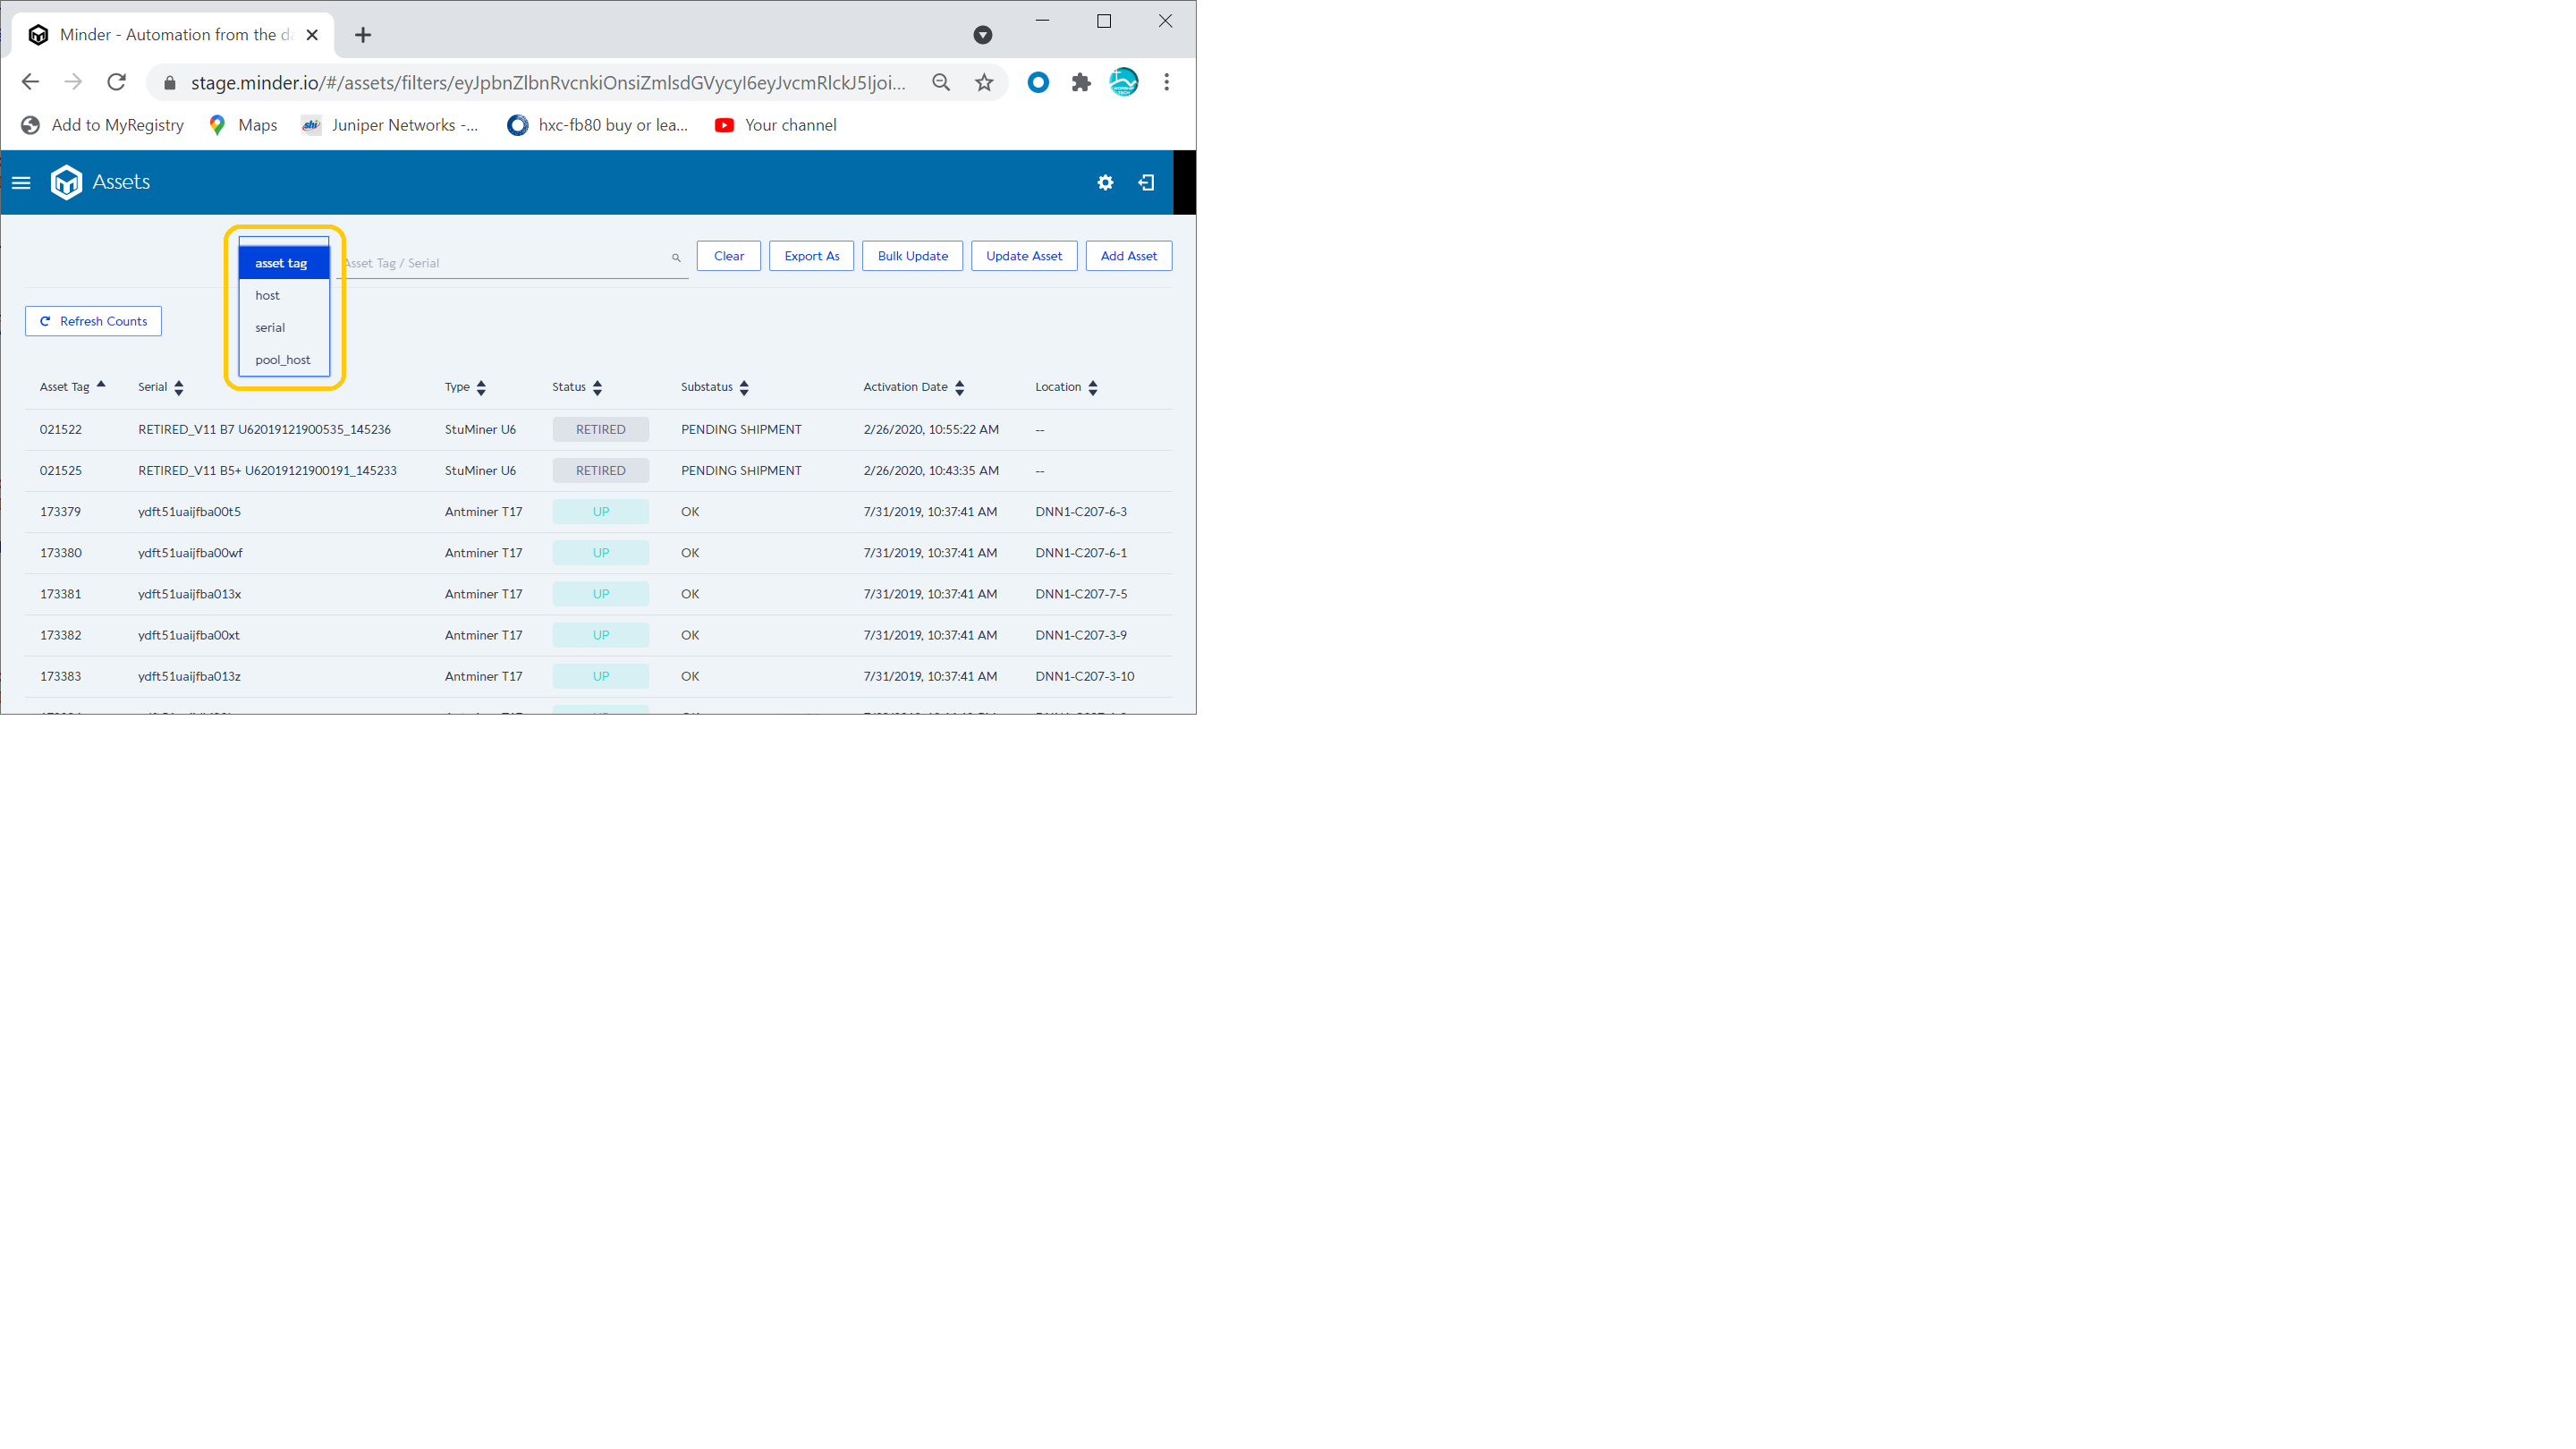 Minder - Automation from the da
stage.minder.io/#/assets/filters/eyJpbnZlbnRvcnkiOnsiZmlsdGVycyI6eyJvcmRlckJ5Ijoi...
Add to MyRegistry Maps shi Juniper Networks -... hxc-fb80 buy or lea... Your channel
Assets
asset tag Asset Tag / Serial Clear Export As Bulk Update Update Asset Add Asset
host
Refresh Counts serial
pool_host
Asset Tag Serial Type Status Substatus Activation Date Location
021522 RETIRED_V11 B7 U62019121900535_145236 StuMiner U6 RETIRED PENDING SHIPMENT 2/26/2020, 10:55:22 AM --
021525 RETIRED_V11 B5+ U62019121900191_145233 StuMiner U6 RETIRED PENDING SHIPMENT 2/26/2020, 10:43:35 AM --
173379 ydft51uaijfba00t5 Antminer T17 UP OK 7/31/2019, 10:37:41 AM DNN1-C207-6-3
173380 ydft51uaijfba00wf Antminer T17 UP OK 7/31/2019, 10:37:41 AM DNN1-C207-6-1
173381 ydft51uaijfba013x Antminer T17 UP OK 7/31/2019, 10:37:41 AM DNN1-C207-7-5
173382 ydft51uaijfba00xt Antminer T17 UP OK 7/31/2019, 10:37:41 AM DNN1-C207-3-9
173383 ydft51uaijfba013z Antminer T17 UP OK 7/31/2019, 10:37:41 AM DNN1-C207-3-10